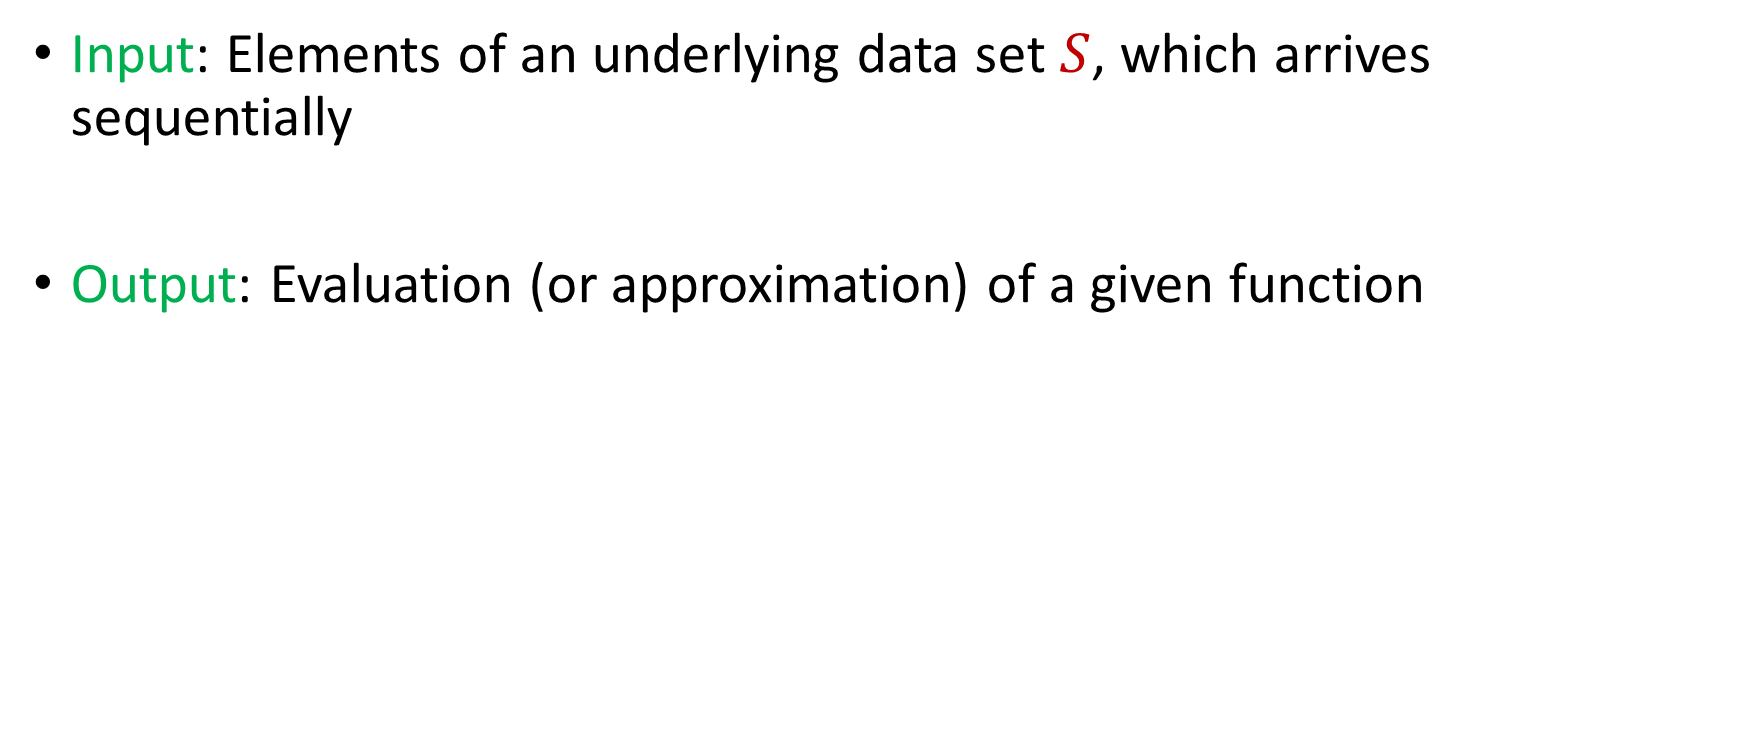 • Input: Elements of an underlying data set S, which arrives
sequentially
• Output: Evaluation (or approximation) of a given function